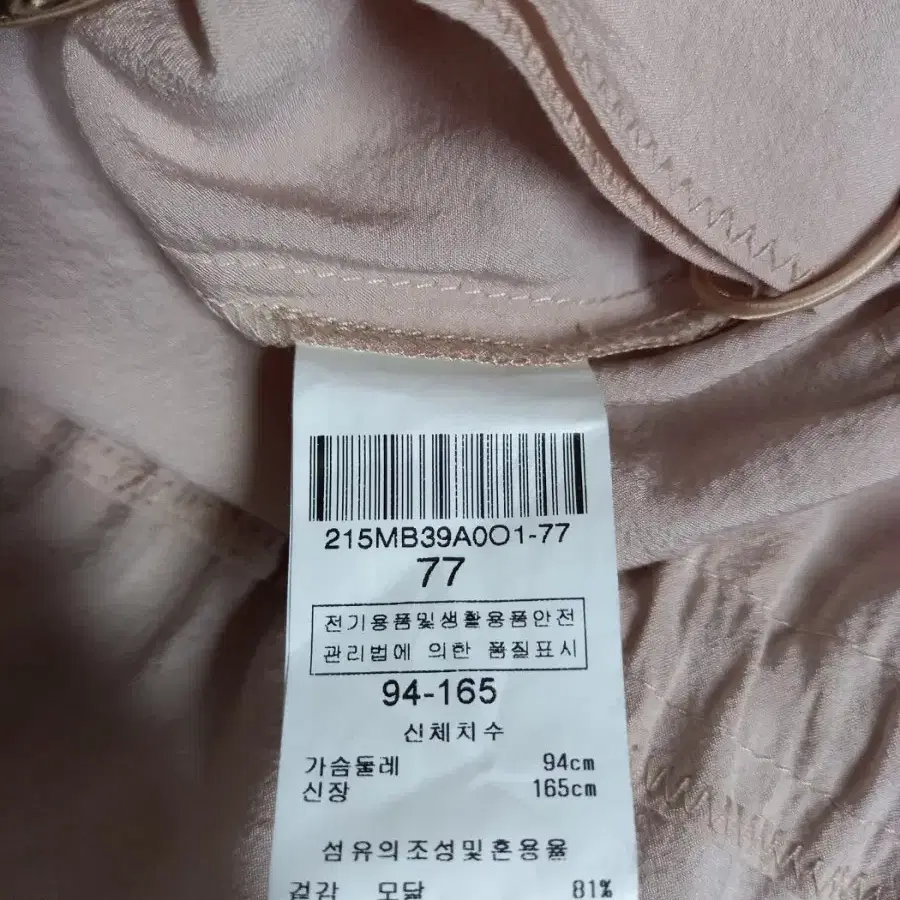 215MB39A0O1-77
77
전기용품및생활용품안전
관리법에 의한 품질표시
94-165
신체치수
가슴둘레 94cm
신장 165cm
섬유의조성및혼용율
겉감 모달 81%